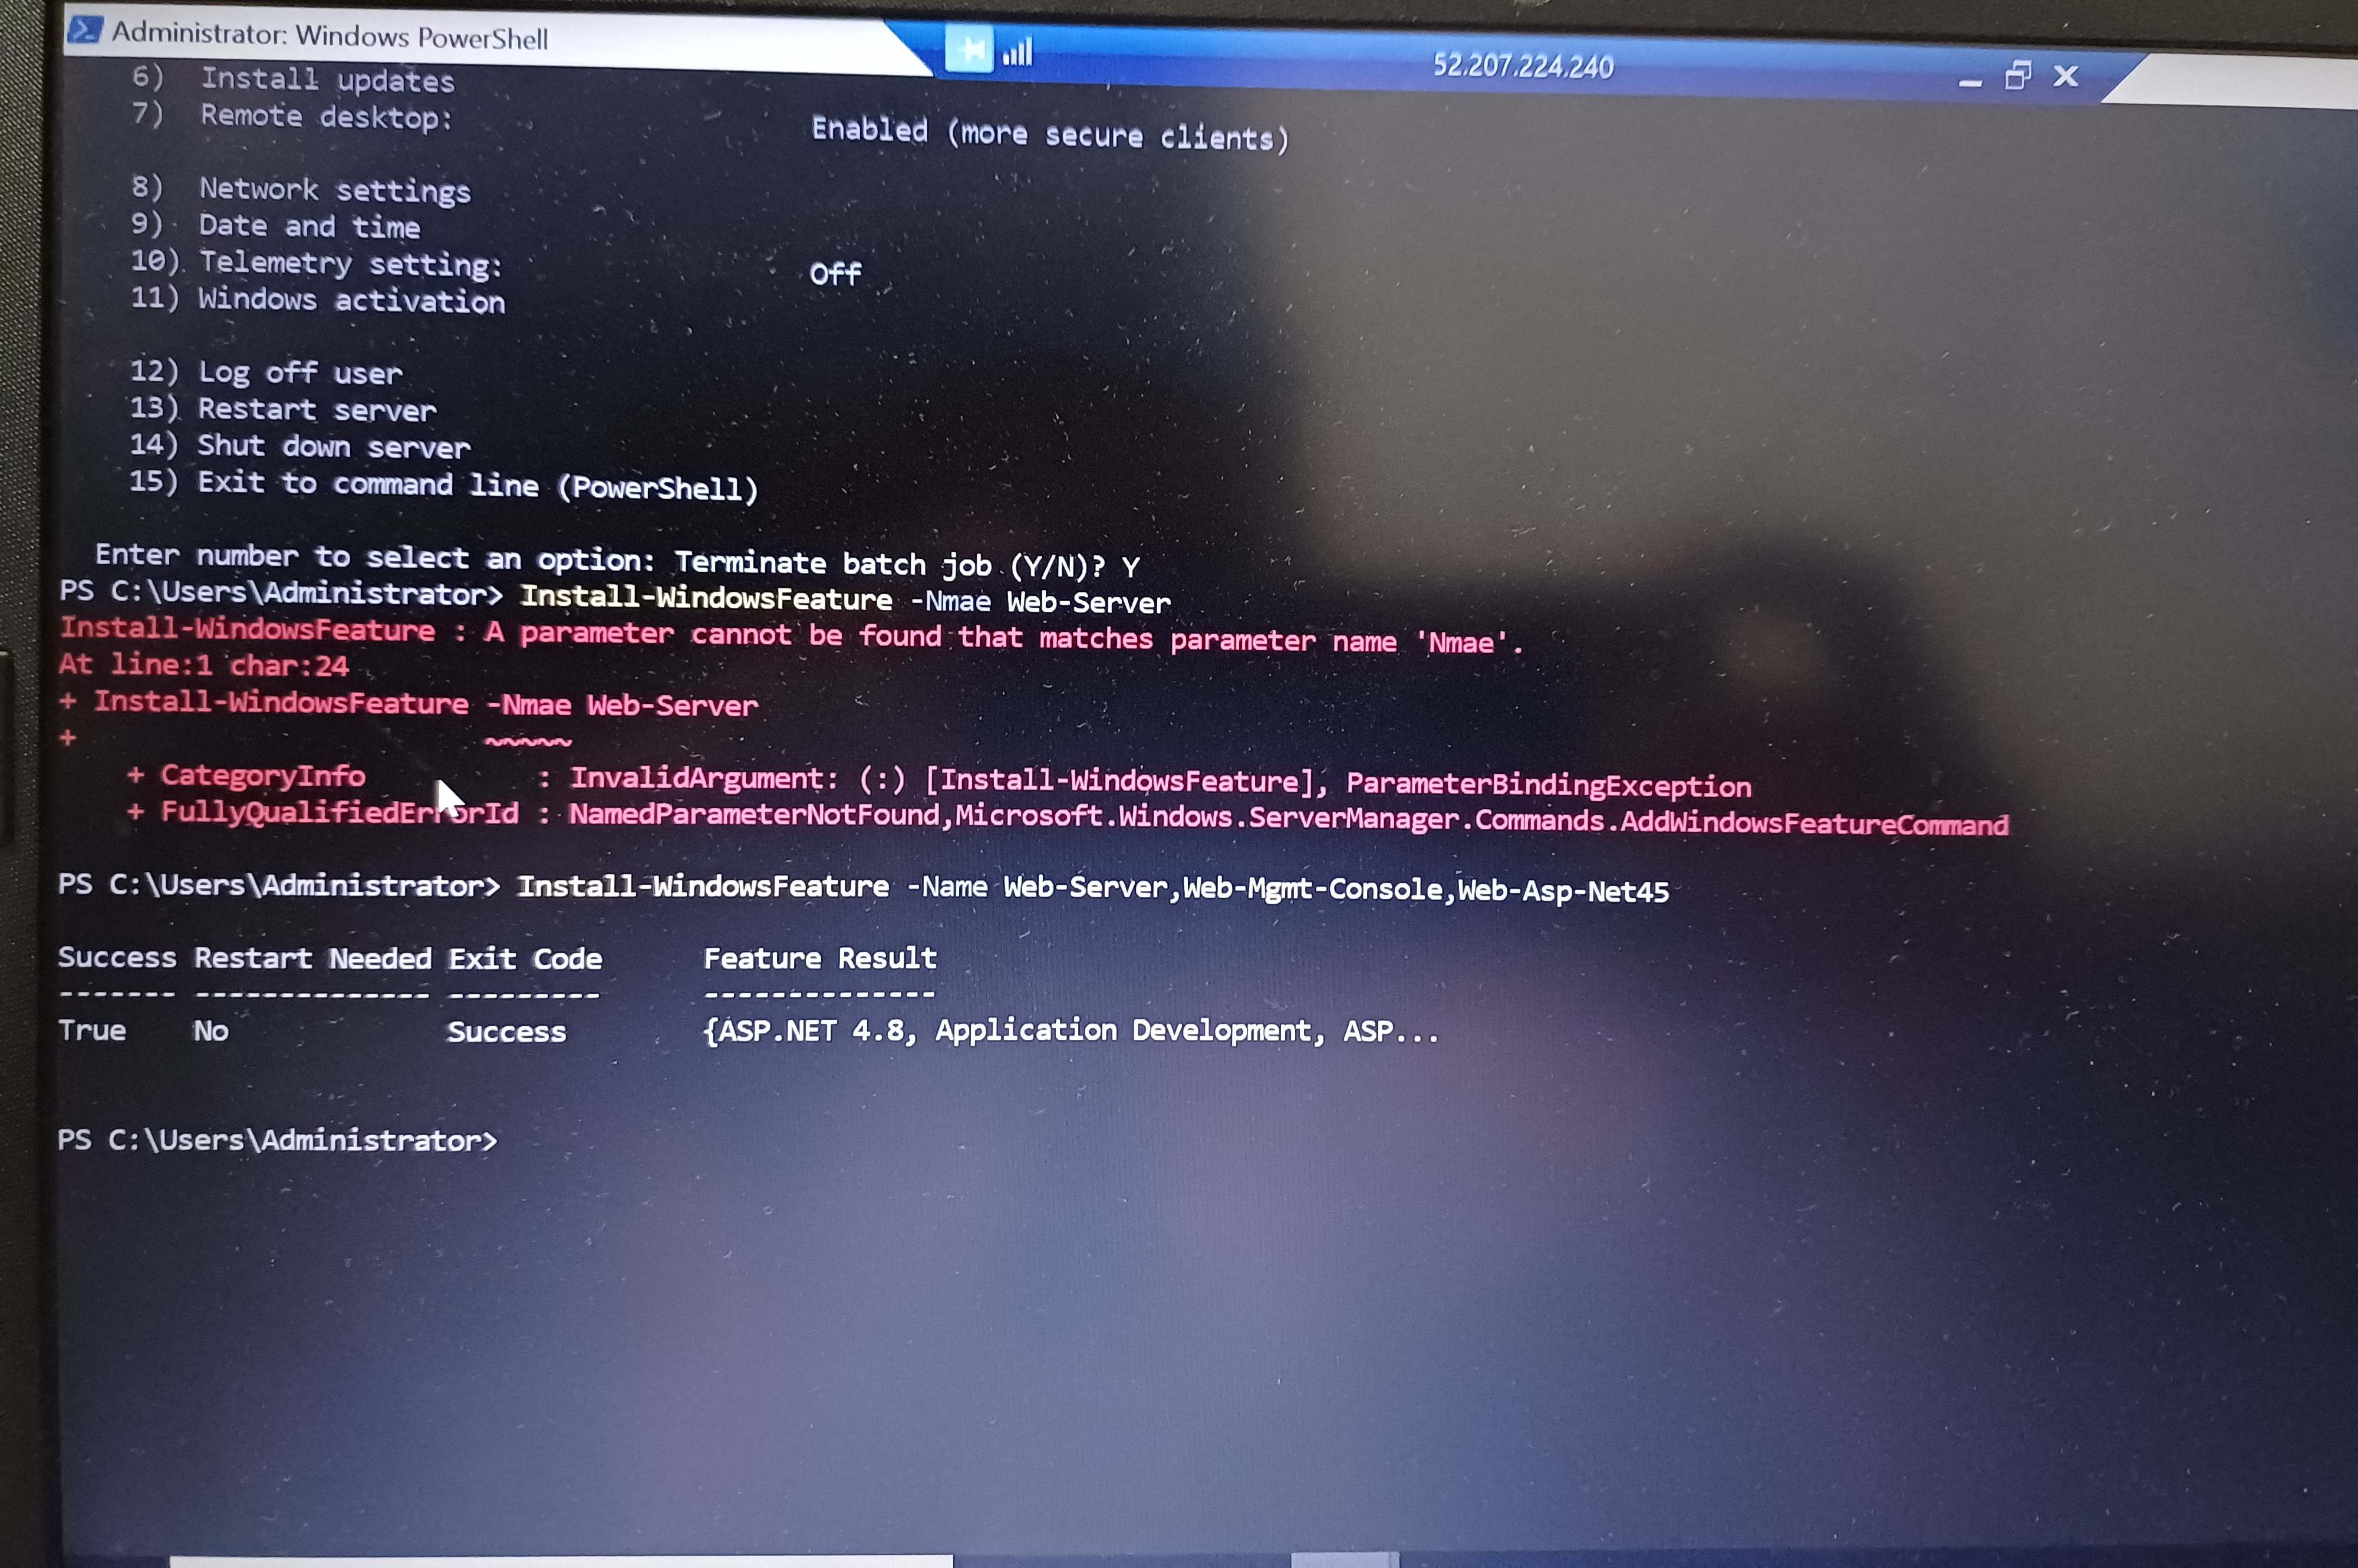 Administrator: Windows PowerShell
52.207.224.240
6) Install updates
7) Remote desktop: Enabled (more secure clients)
8) Network settings
9) Date and time
10) Telemetry setting: Off
11) Windows activation
12) Log off user
13) Restart server
14) Shut down server
15) Exit to command line (PowerShell)
Enter number to select an option: Terminate batch job (Y/N)? Y
PS C:\Users\Administrator> Install-WindowsFeature -Nmae Web-Server
Install-WindowsFeature : A parameter cannot be found that matches parameter name 'Nmae'.
At line:1 char:24
+ Install-WindowsFeature -Nmae Web-Server
+ ~~~~~
+ CategoryInfo : InvalidArgument: (:) [Install-WindowsFeature], ParameterBindingException
+ FullyQualifiedErrorId : NamedParameterNotFound,Microsoft.Windows.ServerManager.Commands.AddWindowsFeatureCommand
PS C:\Users\Administrator> Install-WindowsFeature -Name Web-Server,Web-Mgmt-Console,Web-Asp-Net45
Success Restart Needed Exit Code Feature Result
------- -------------- --------- --------------
True No Success {ASP.NET 4.8, Application Development, ASP...
PS C:\Users\Administrator>